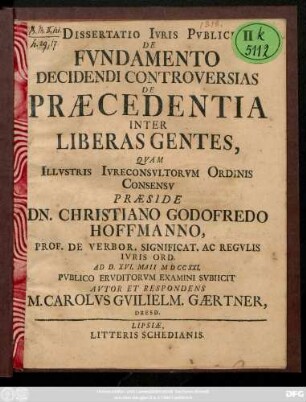 Dissertatio Ivris Pvblici
DE
FVNDAMENTO
DECIDENDI CONTROVERSIAS
DE
PRÆCEDENTIA
INTER
LIBERAS GENTES,
QVAM
ILLVSTRIS IVRECONSVLTORVM ORDINIS
CONSENSV
PRÆSIDE
DN. CHRISTIANO GODOFREDO
HOFFMANNO,
PROF. DE VERBOR. SIGNIFICAT. AC REGVLIS
IVRIS ORD.
AD D. XVI. MAII MDCCXXI.
PVBLICO ERVDITORVM EXAMINI SVBIICIT
AVTOR ET RESPONDENS
M. CAROLVS GVILIELM. GÆRTNER,
DRESD.
LIPSIÆ,
LITTERIS SCHEDIANIS.
II k
5112